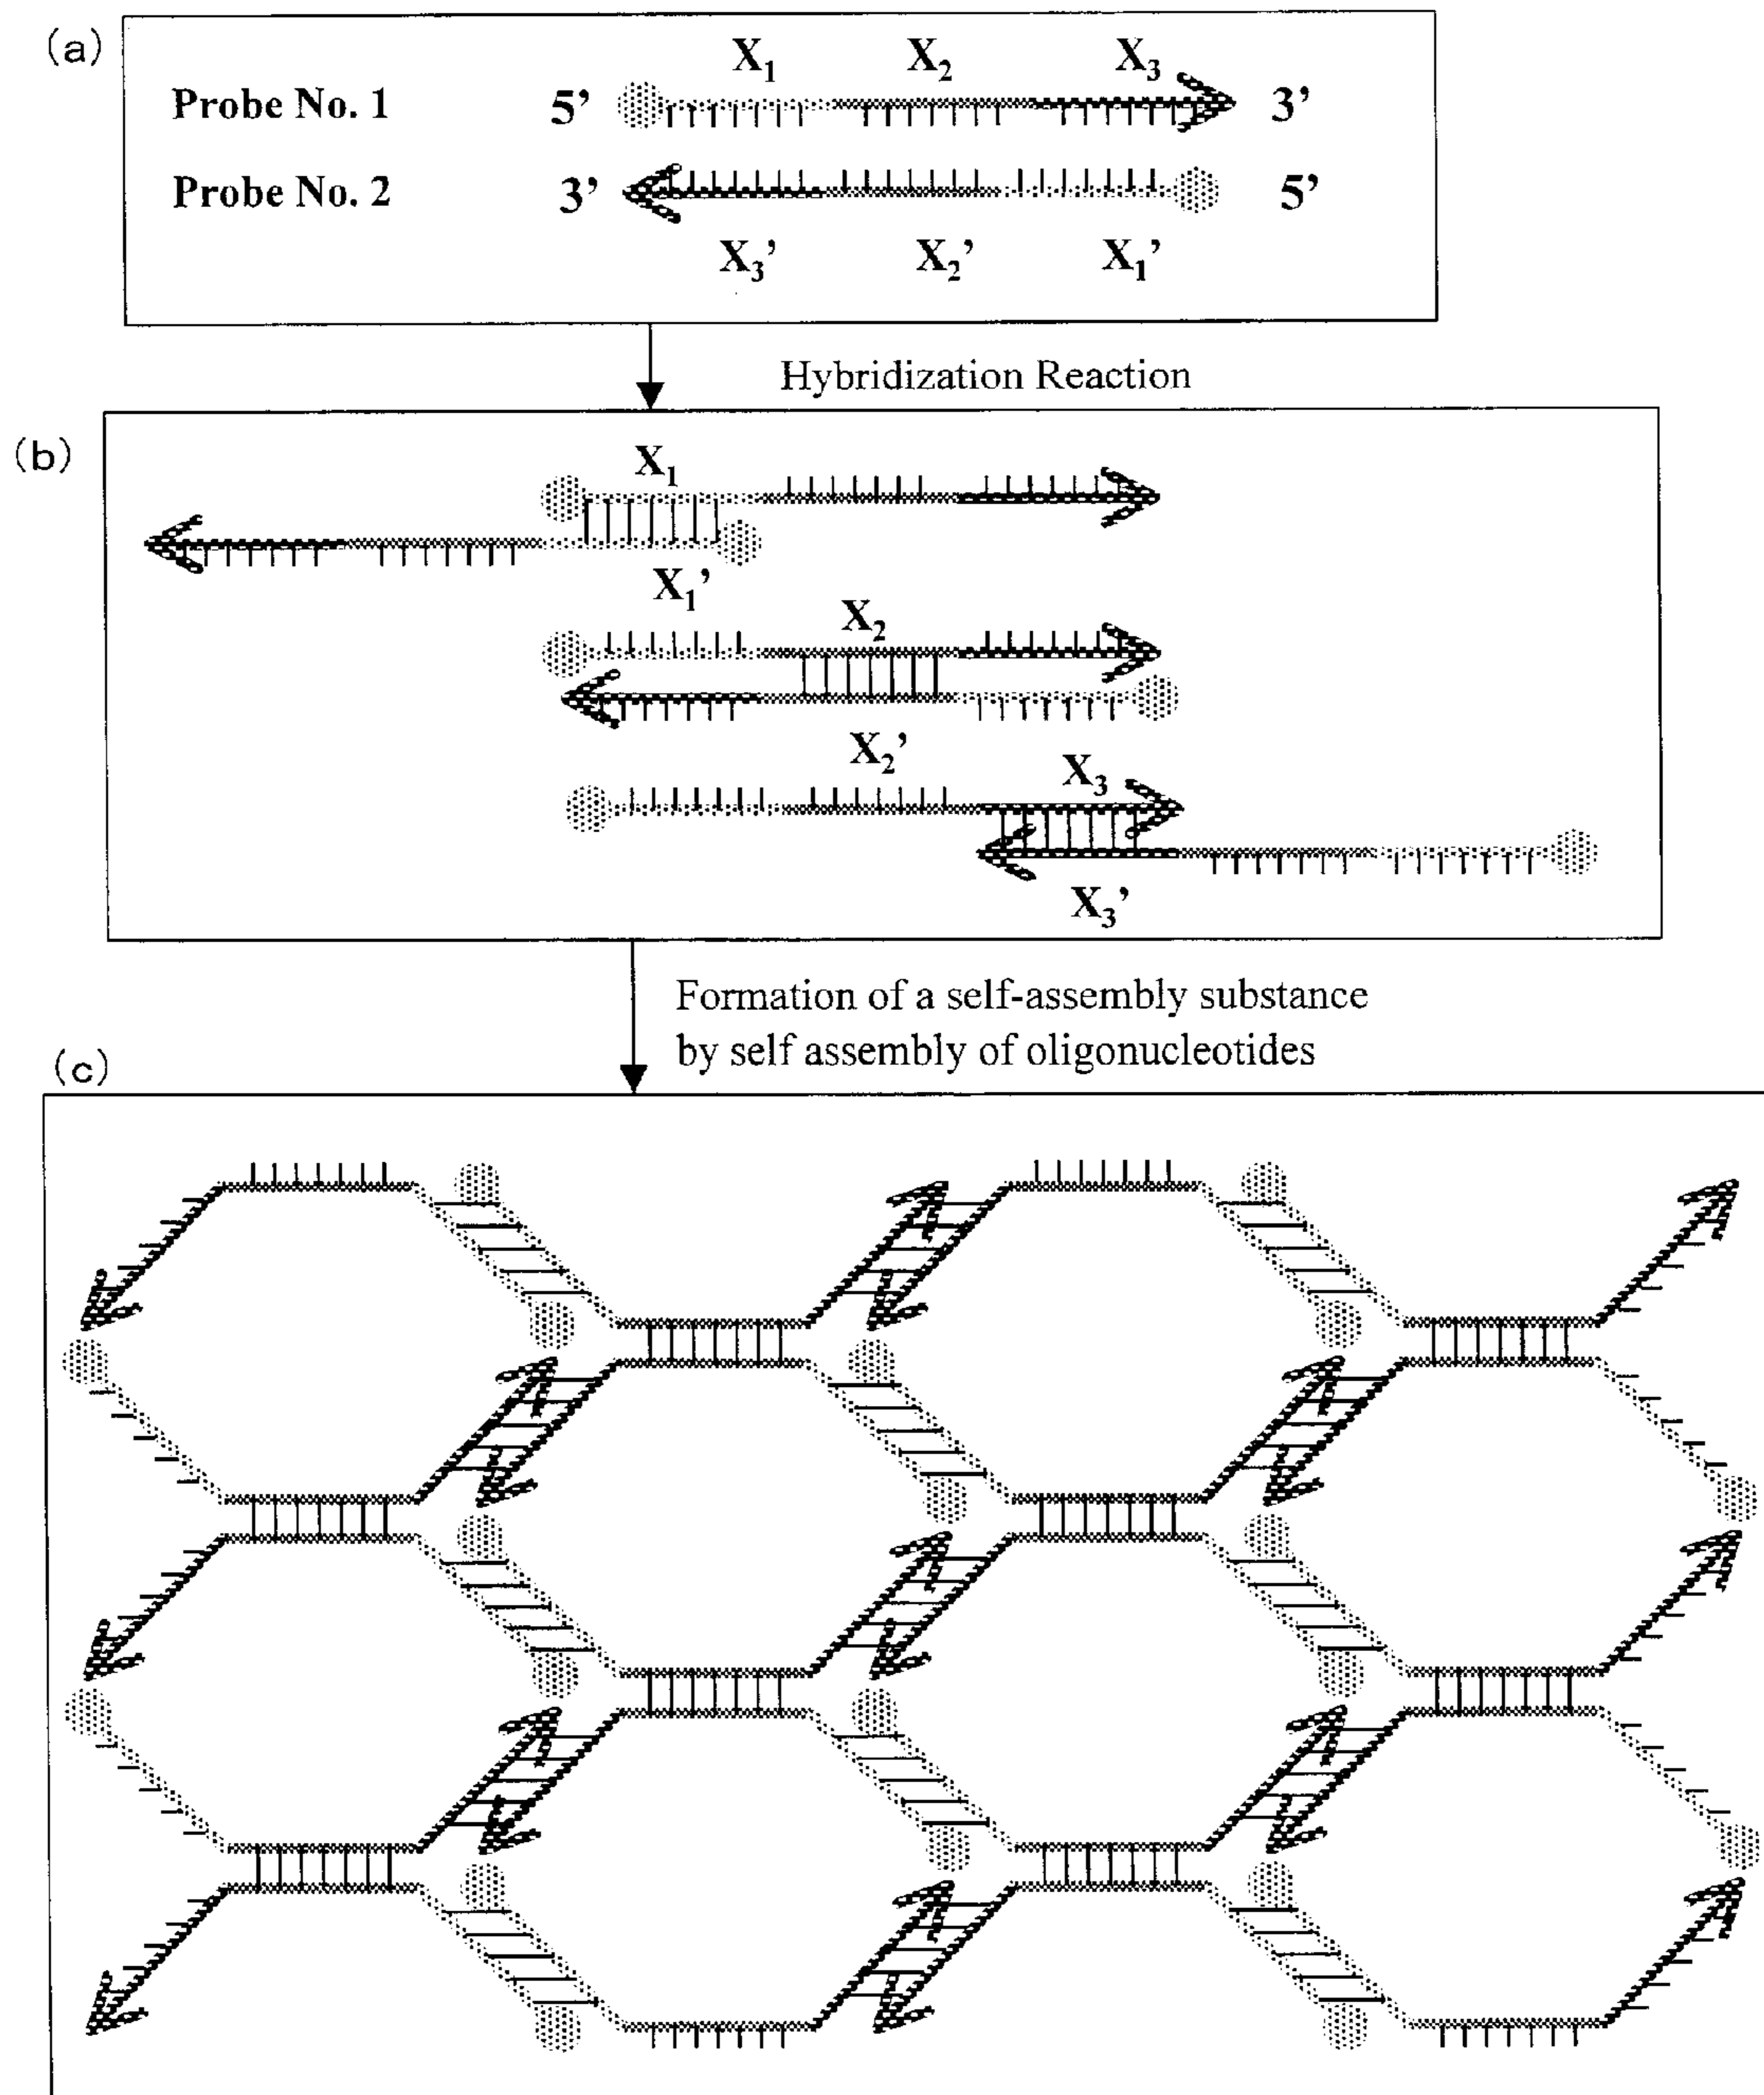 (a)
X₁ X₂ X₃
Probe No. 1 5’ 3’
Probe No. 2 3’ 5’
X₃’ X₂’ X₁’
Hybridization Reaction
(b)
X₁
X₁’
X₂
X₂’
X₃
X₃’
Formation of a self-assembly substance
by self assembly of oligonucleotides
(c)